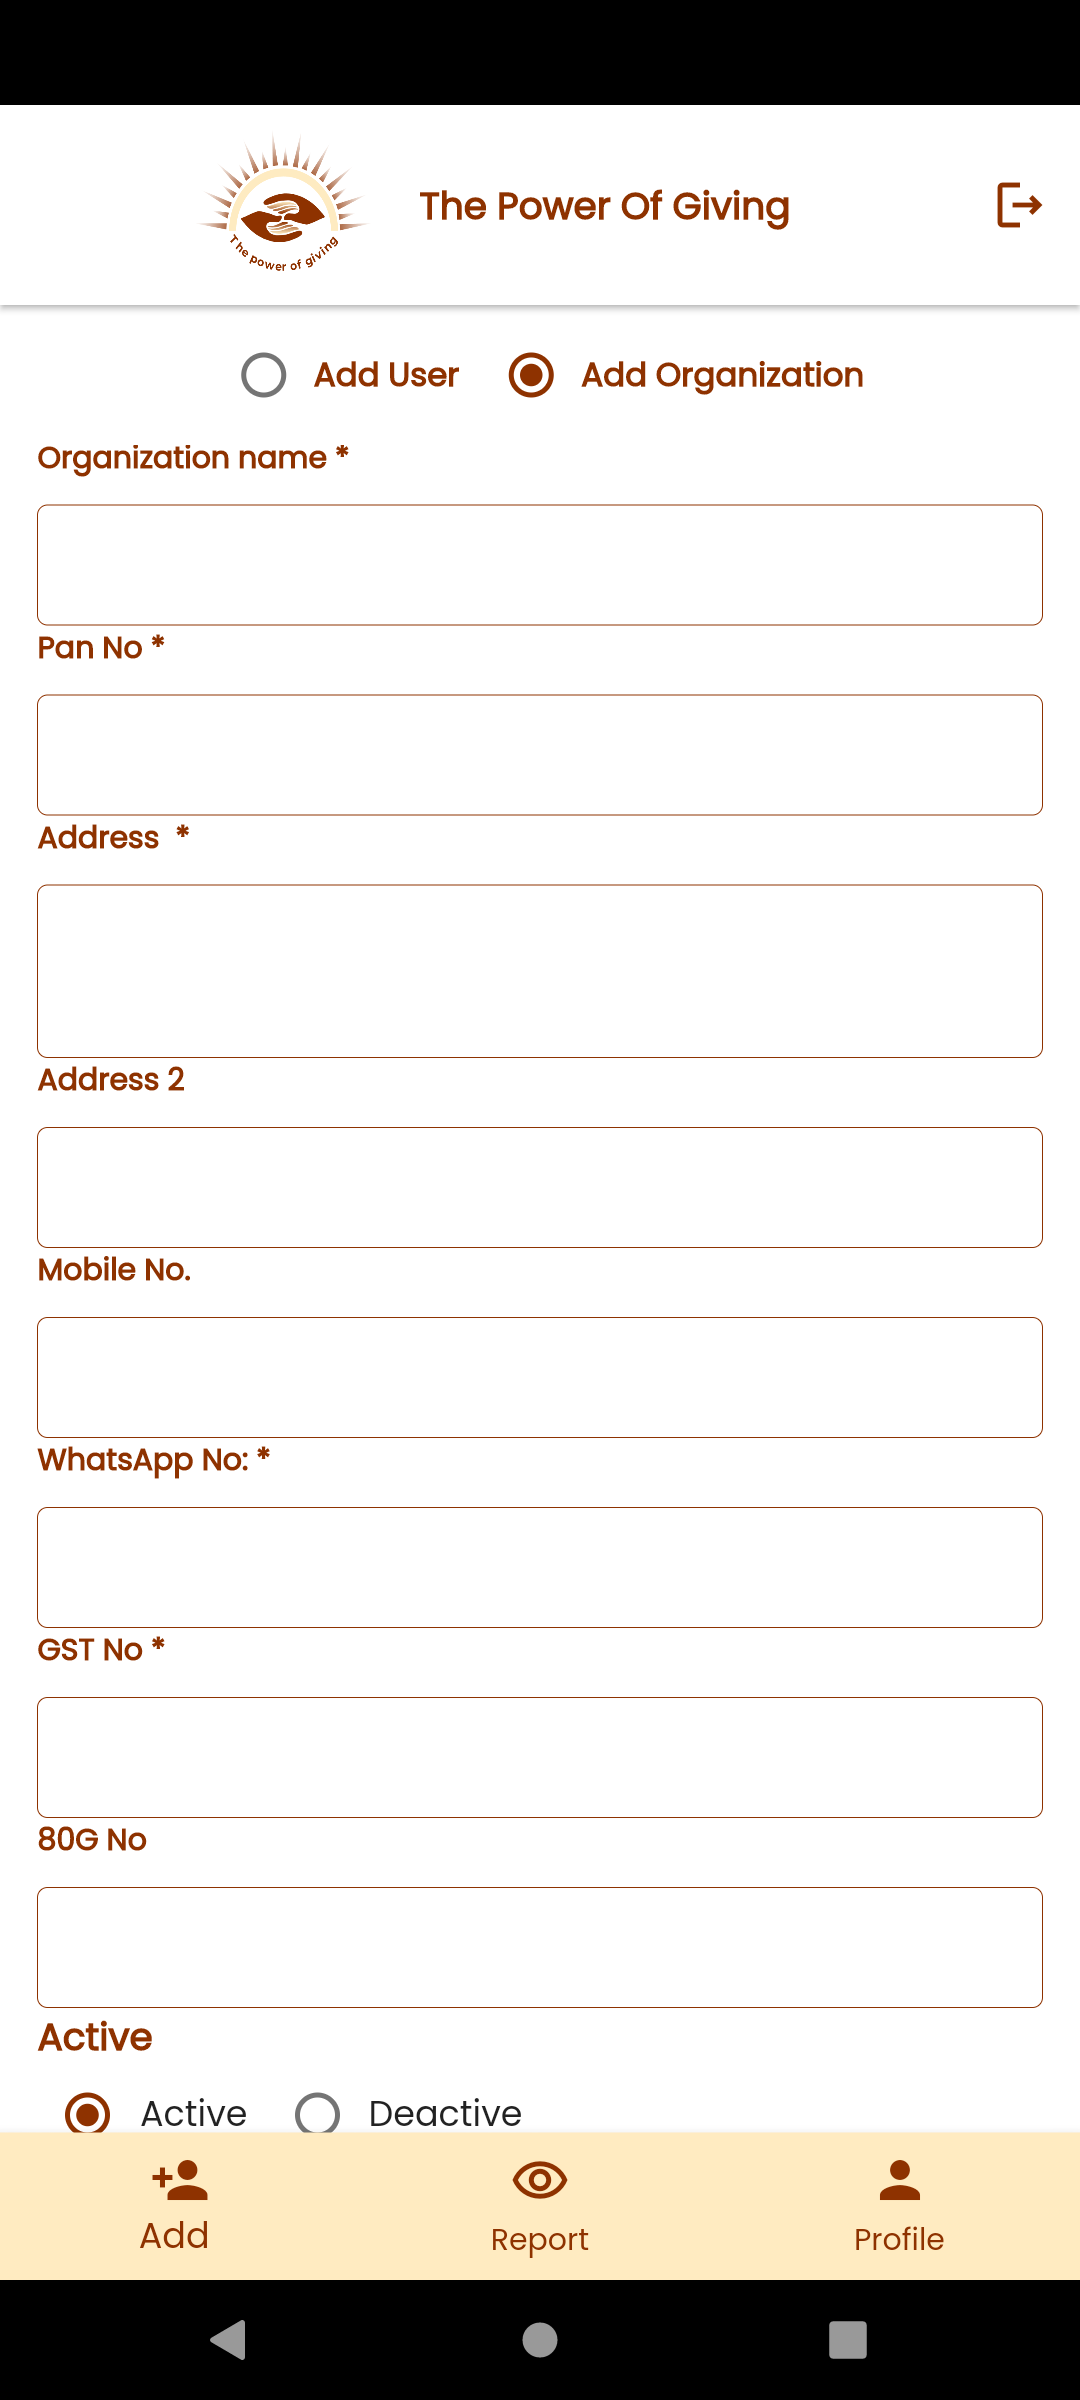 The power of giving
The Power Of Giving
Add User Add Organization
Organization name *
Pan No *
Address *
Address 2
Mobile No.
WhatsApp No: *
GST No *
80G No
Active
Active Deactive
Add Report Profile